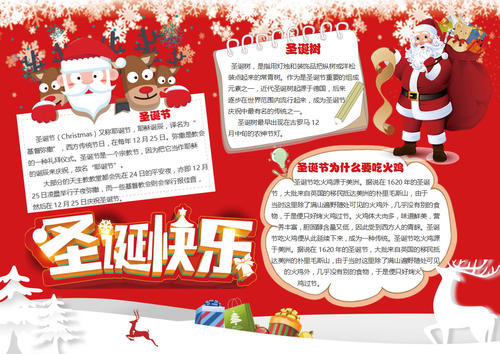 圣诞节
圣诞节（Christmas）又称耶诞节，耶稣诞辰，译名为“
基督弥撒”，西方传统节日，在每年 12 月 25 日。弥撒是教会
的一种礼拜仪式。圣诞节是一个宗教节，因为把它当作耶稣
的诞辰来庆祝，故名“耶诞节”。
大部分的天主教教堂都会先在 24 日的平安夜，亦即 12 月
25 日凌晨举行子夜弥撒，而一些基督教会则会举行报佳音，
然后在 12 月 25 日庆祝圣诞节。
圣诞树
圣诞树，是指用灯烛和装饰品把枞树或洋松
装点起来的常青树。作为是圣诞节重要的组成
元素之一，近代圣诞树起源于德国，后来
逐步在世界范围内流行起来，成为圣诞节
庆祝中最有名的传统之一。
圣诞树最早出现在古罗马12
月中旬的农神节灯。
圣诞节为什么要吃火鸡
圣诞节吃火鸡源于美洲。据说在 1620 年的圣诞
节，大批来自英国的移民抵达美洲的朴里毛斯山，由于
当时这里除了满山遍野随处可见的火鸡外，几乎没有别的食
物，于是便只好烤火鸡过节。火鸡体大肉多，味道鲜美，营
养丰富，胆固醇含量又低，因此受到西方人的青睐。圣诞
节吃火鸡便从此延续下来，成为一种传统。圣诞节吃火鸡源
于美洲。据说在 1620 年的圣诞节，大批来自英国的移民抵
达美洲的朴里毛斯山，由于当时这里除了满山遍野随处可见
的火鸡外，几乎没有别的食物，于是便只好烤火
鸡过节。
圣诞快乐